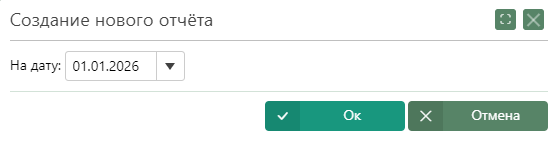 Создание нового отчёта
На дату: 01.01.2026
Ок Отмена